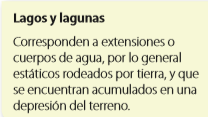 Lagos y lagunas
Corresponden a extensiones o
cuerpos de agua, por lo general
estáticos rodeados por tierra, y que
se encuentran acumulados en una
depresión del terreno.